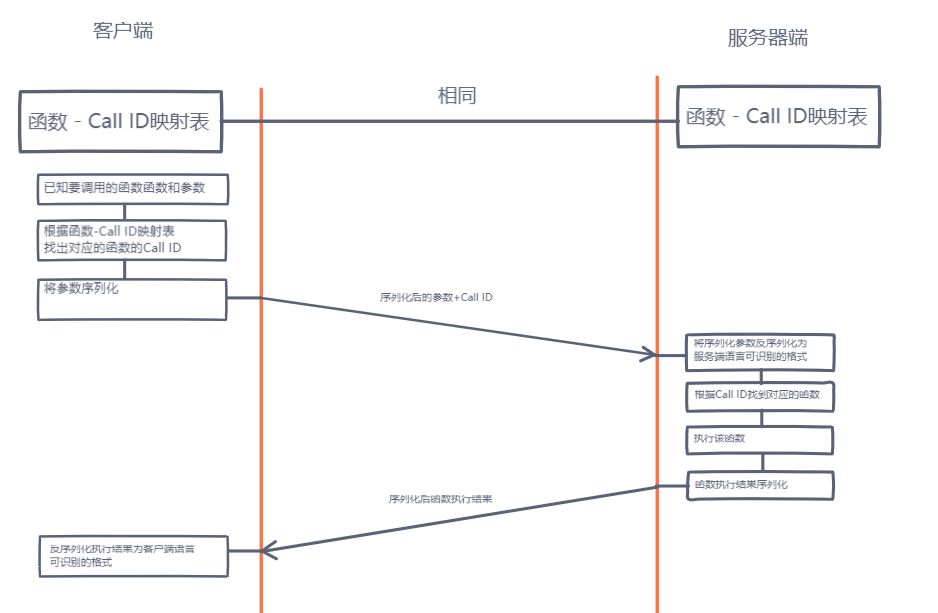 客户端
服务器端
相同
函数 - Call ID映射表
函数 - Call ID映射表
已知要调用的函数函数和参数
根据函数-Call ID映射表
找出对应的函数的Call ID
将参数序列化
序列化后的参数+Call ID
将序列化参数反序列化为
服务端语言可识别的格式
根据Call ID找到对应的函数
执行该函数
函数执行结果序列化
序列化后函数执行结果
反序列化执行结果为客户端语言
可识别的格式